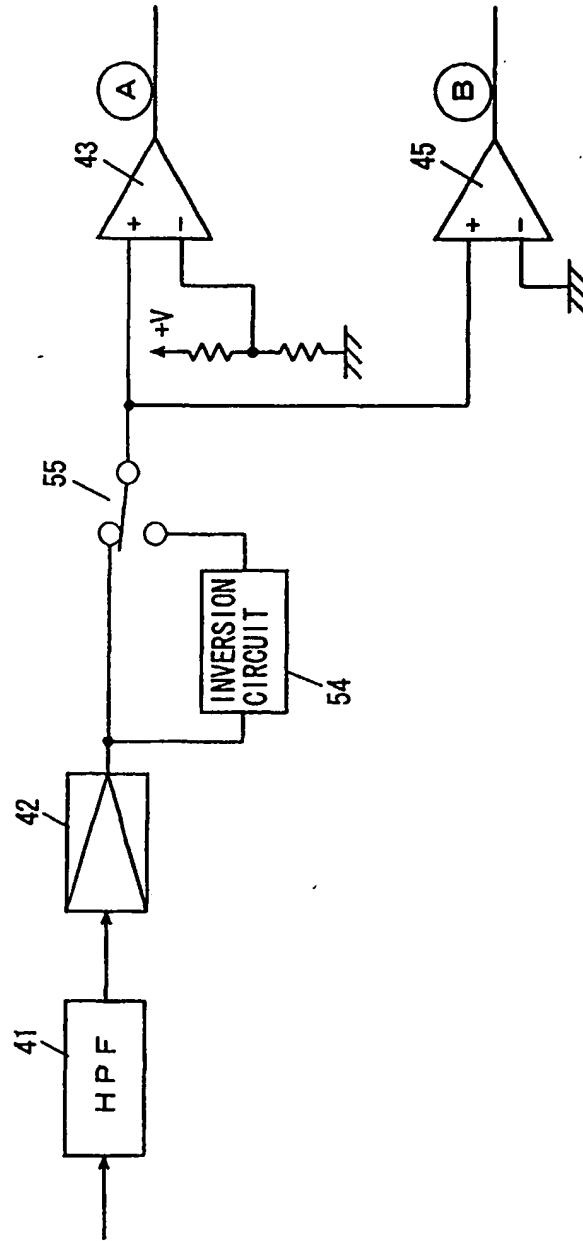 41
HPF
42
INVERSION
CIRCUIT
54
55
+V
43
+
-
A
45
+
-
B